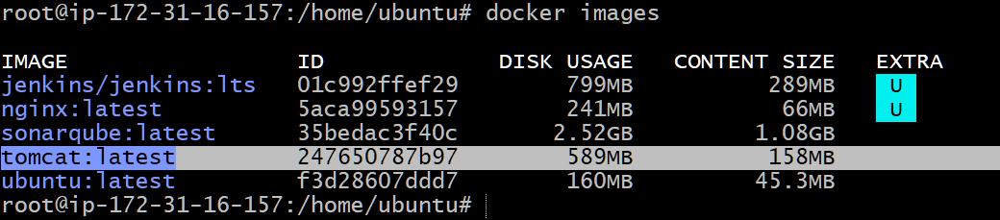 root@ip-172-31-16-157:/home/ubuntu# docker images
IMAGE ID DISK USAGE CONTENT SIZE EXTRA
jenkins/jenkins:lts 01c992ffef29 799MB 289MB U
nginx:latest 5aca99593157 241MB 66MB U
sonarqube:latest 35bedac3f40c 2.52GB 1.08GB
tomcat:latest 247650787b97 589MB 158MB
ubuntu:latest f3d28607ddd7 160MB 45.3MB
root@ip-172-31-16-157:/home/ubuntu#